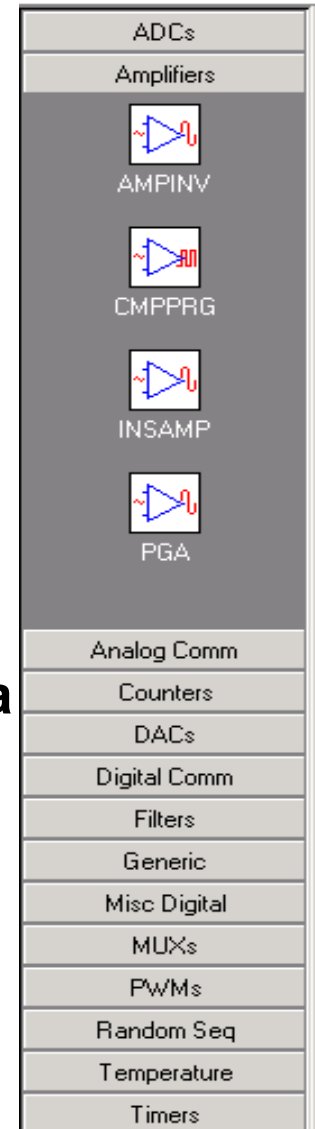 ADCs
Amplifiers
AMPINV
CMPPRG
INSAMP
PGA
Analog Comm
a
Counters
DACs
Digital Comm
Filters
Generic
Misc Digital
MUXs
PWMs
Random Seq
Temperature
Timers